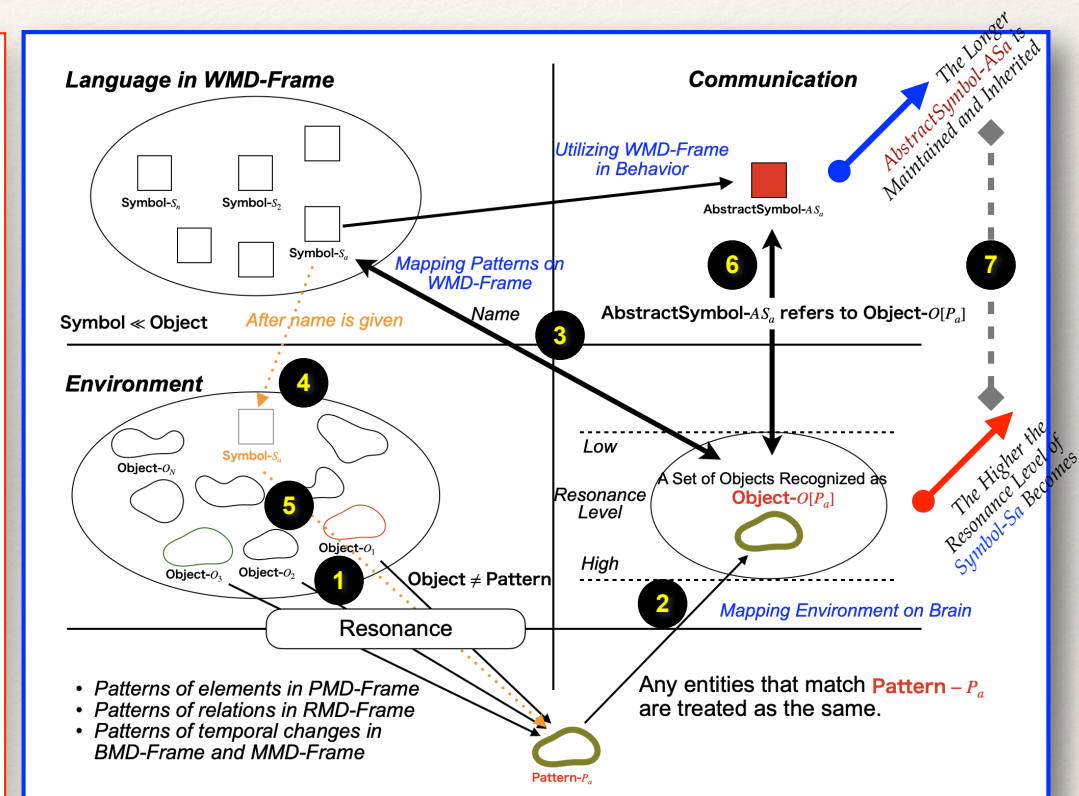 Language in WMD-Frame
Communication
The Longer
AbstractSymbol-ASa is
Maintained and Inherited
Utilizing WMD-Frame
in Behavior
Symbol-Sn
Symbol-S2
Symbol-Sa
AbstractSymbol-ASa
Mapping Patterns on
WMD-Frame
6
7
Symbol ≪ Object
After name is given
Name
3
AbstractSymbol-ASa refers to Object-O[Pa]
Environment
4
Symbol-Sa
Object-ON
5
Object-O1
Object-O3
Object-O2
1
Object ≠ Pattern
Low
Resonance
Level
High
A Set of Objects Recognized as
Object-O[Pa]
The Higher the
Resonance Level of
Symbol-Sa Becomes
2
Mapping Environment on Brain
Resonance
• Patterns of elements in PMD-Frame
• Patterns of relations in RMD-Frame
• Patterns of temporal changes in
BMD-Frame and MMD-Frame
Any entities that match Pattern – Pa
are treated as the same.
Pattern-Pa